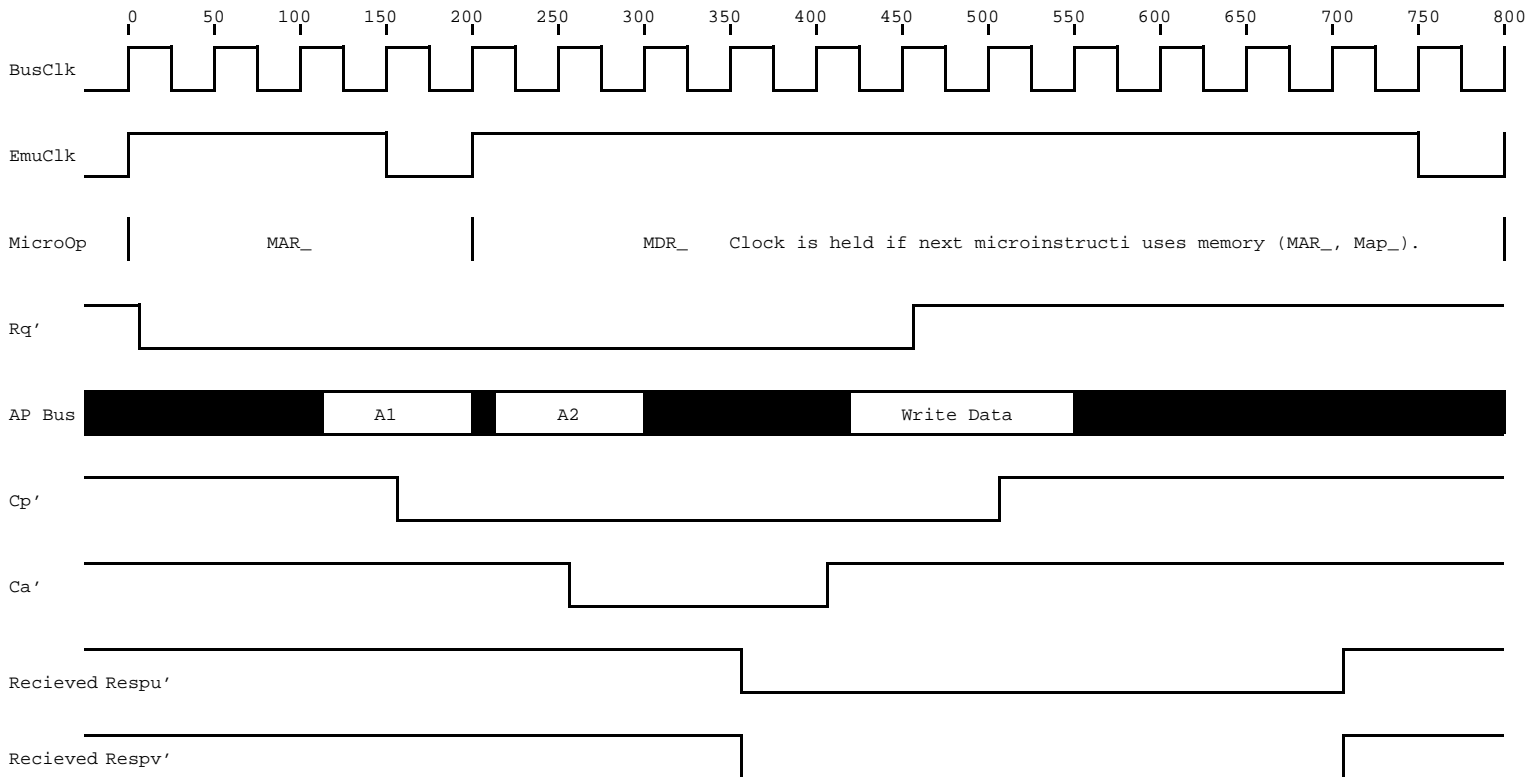 0 50 100 150 200 250 300 350 400 450 500 550 600 650 700 750 800
BusClk
EmuClk
MicroOp MAR_ MDR_ Clock is held if next microinstructi uses memory (MAR_, Map_).
Rq′
AP Bus A1 A2 Write Data
Cp′
Ca′
Recieved Respu′
Recieved Respv′